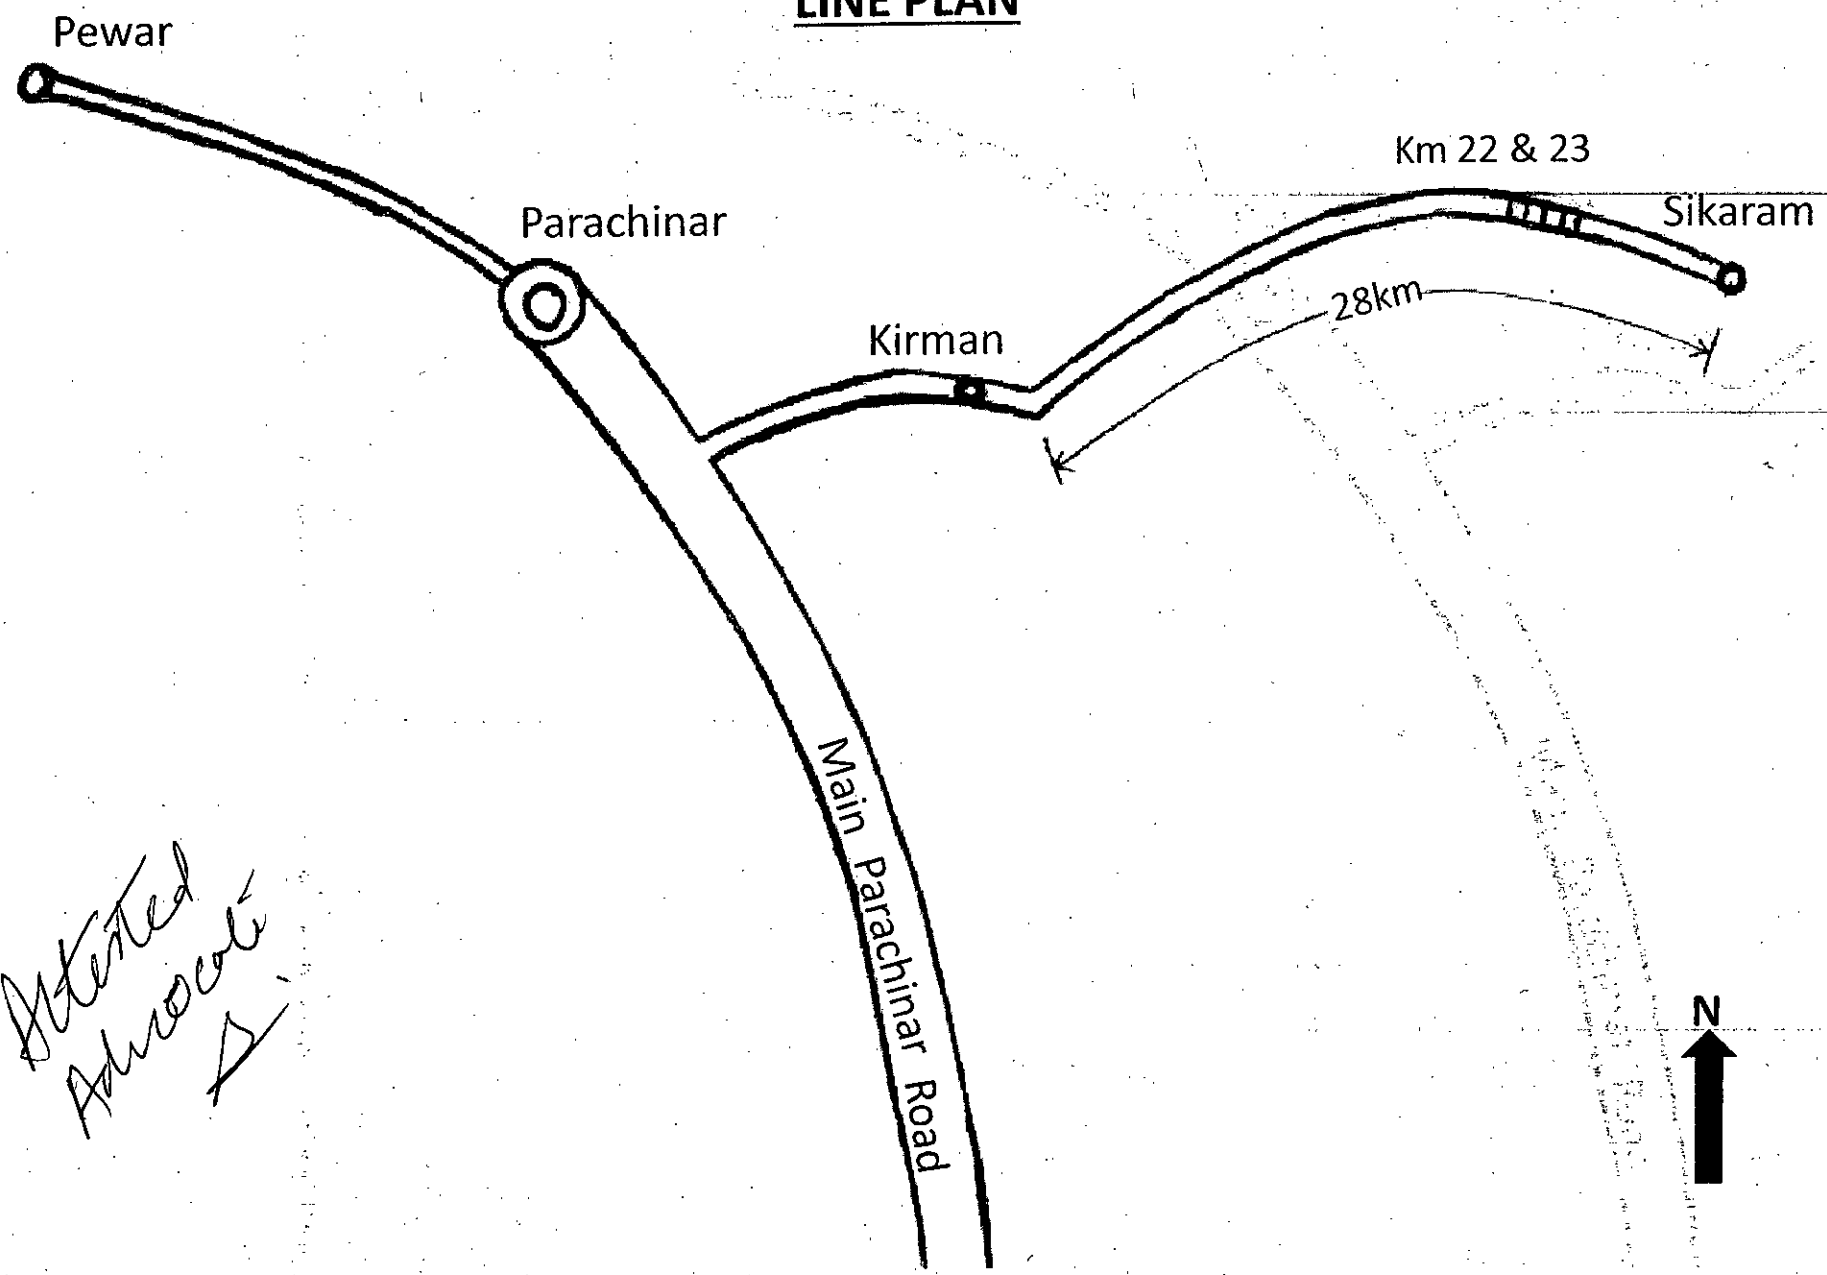 LINE PLAN
Pewar
Parachinar
Km 22 & 23
Sikaram
28km
Kirman
Main Parachinar Road
Attested
Advocate
N